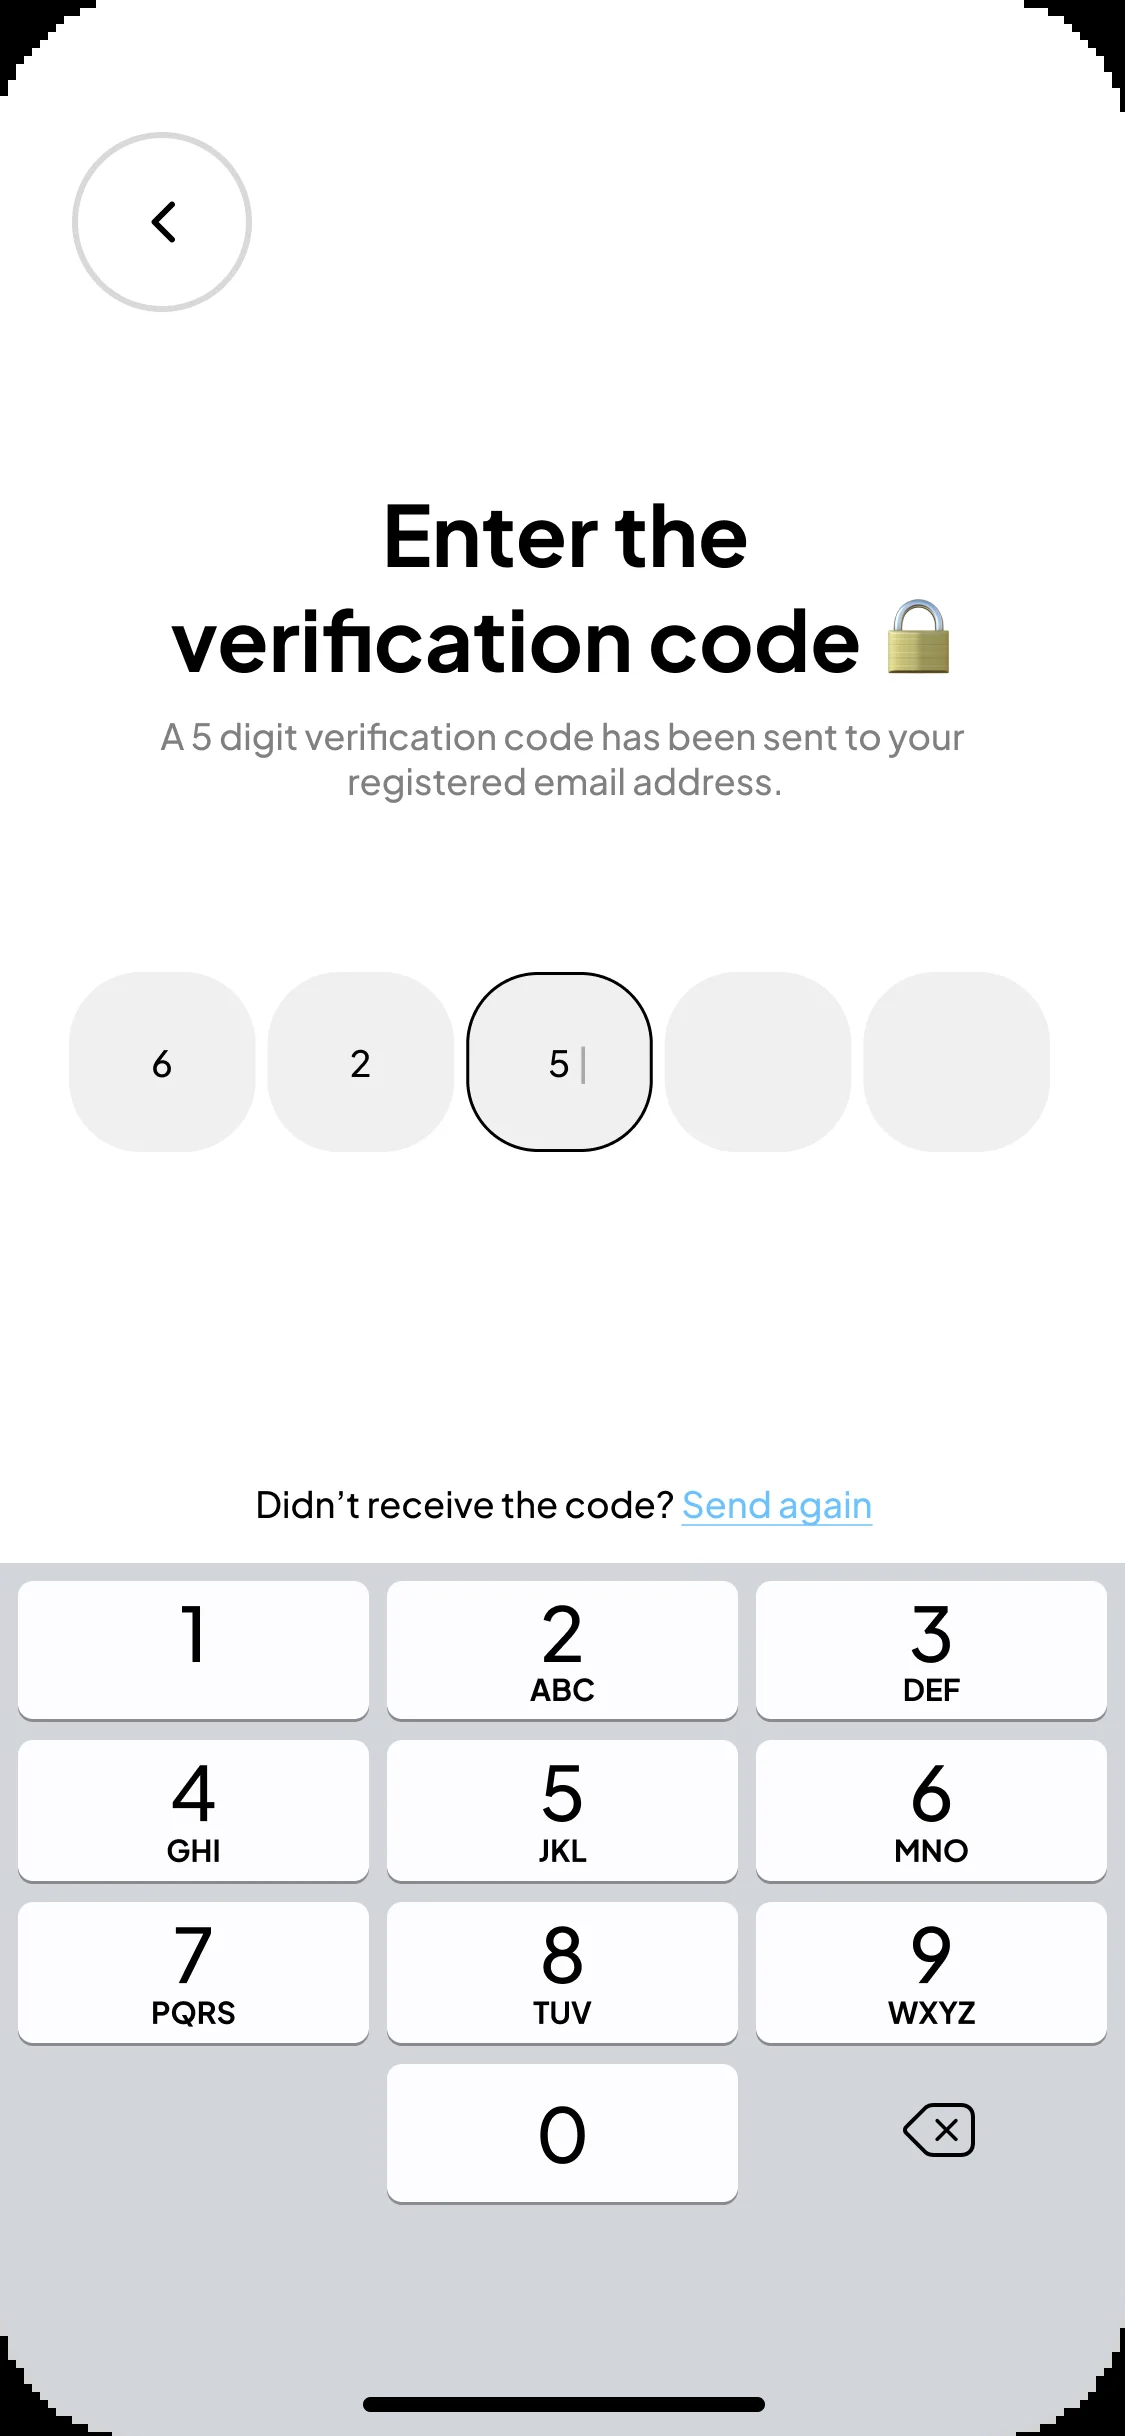 Enter the
verification code 🔒
A 5 digit verification code has been sent to your
registered email address.
6 2 5
Didn’t receive the code? Send again
1 2 3
ABC DEF
4 5 6
GHI JKL MNO
7 8 9
PQRS TUV WXYZ
0